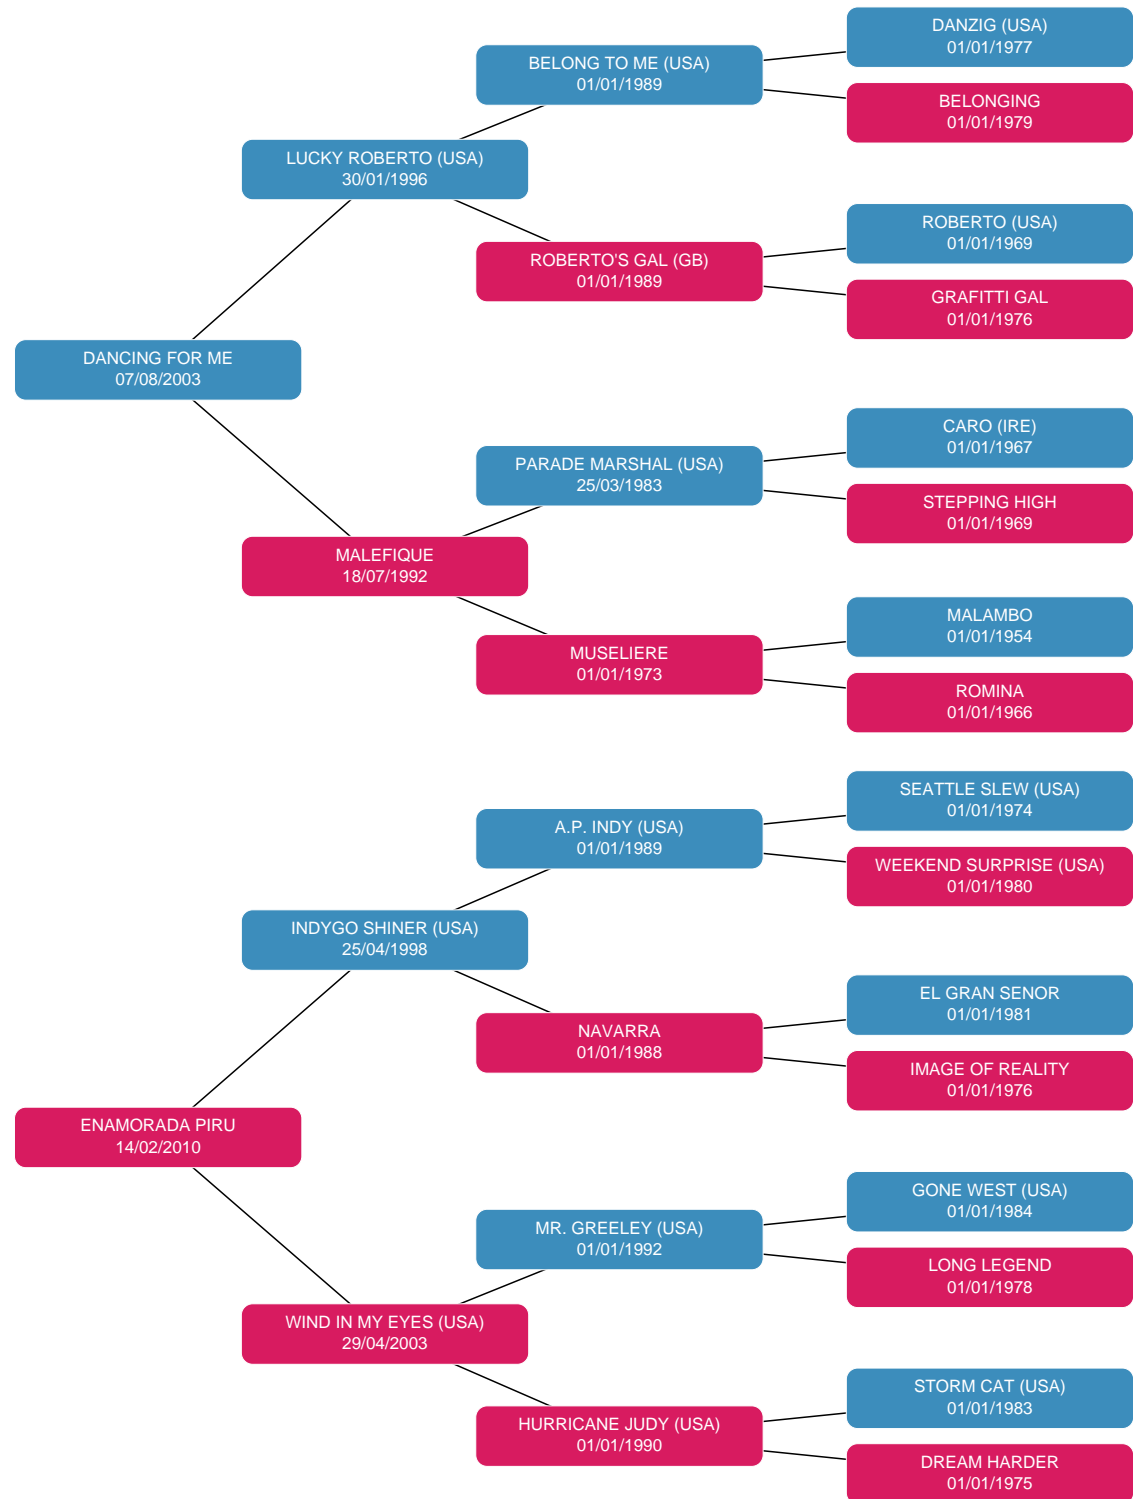 DANZIG (USA)
01/01/1977
BELONG TO ME (USA)
01/01/1989
BELONGING
01/01/1979
LUCKY ROBERTO (USA)
30/01/1996
ROBERTO (USA)
01/01/1969
ROBERTO'S GAL (GB)
01/01/1989
GRAFITTI GAL
01/01/1976
DANCING FOR ME
07/08/2003
CARO (IRE)
01/01/1967
PARADE MARSHAL (USA)
25/03/1983
STEPPING HIGH
01/01/1969
MALEFIQUE
18/07/1992
MALAMBO
01/01/1954
MUSELIERE
01/01/1973
ROMINA
01/01/1966
SEATTLE SLEW (USA)
01/01/1974
A.P. INDY (USA)
01/01/1989
WEEKEND SURPRISE (USA)
01/01/1980
INDYGO SHINER (USA)
25/04/1998
EL GRAN SENOR
01/01/1981
NAVARRA
01/01/1988
IMAGE OF REALITY
01/01/1976
ENAMORADA PIRU
14/02/2010
GONE WEST (USA)
01/01/1984
MR. GREELEY (USA)
01/01/1992
LONG LEGEND
01/01/1978
WIND IN MY EYES (USA)
29/04/2003
STORM CAT (USA)
01/01/1983
HURRICANE JUDY (USA)
01/01/1990
DREAM HARDER
01/01/1975